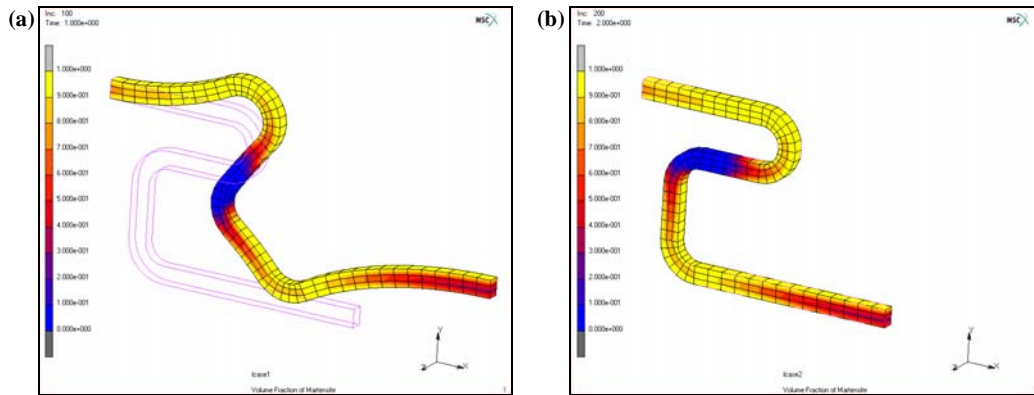 (a)
Inc: 100
Time: 1.000e+000
MSC X
1.000e+000
9.000e-001
8.000e-001
7.000e-001
6.000e-001
5.000e-001
4.000e-001
3.000e-001
2.000e-001
1.000e-001
0.000e+000
Y
Z
X
lcase1
Volume Fraction of Martensite
1
(b)
Inc: 200
Time: 2.000e+000
MSC X
1.000e+000
9.000e-001
8.000e-001
7.000e-001
6.000e-001
5.000e-001
4.000e-001
3.000e-001
2.000e-001
1.000e-001
0.000e+000
Y
Z
X
lcase2
Volume Fraction of Martensite